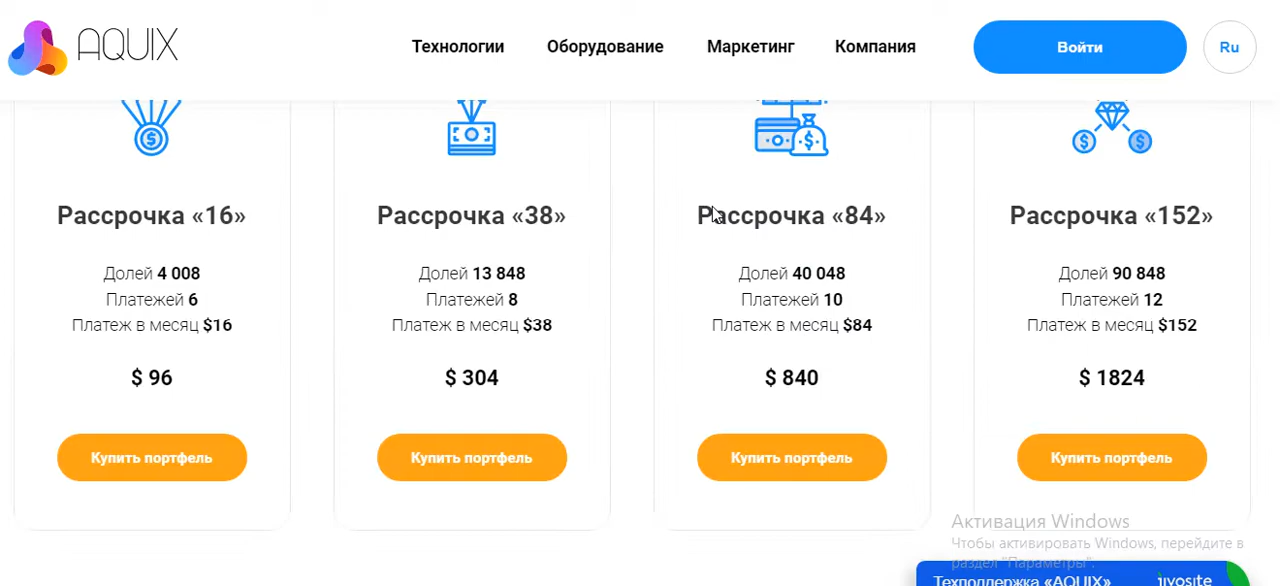 AQUIX
Технологии Оборудование Маркетинг Компания Войти Ru
Рассрочка «16»
Долей 4 008
Платежей 6
Платеж в месяц $16
$ 96
Купить портфель
Рассрочка «38»
Долей 13 848
Платежей 8
Платеж в месяц $38
$ 304
Купить портфель
Рассрочка «84»
Долей 40 048
Платежей 10
Платеж в месяц $84
$ 840
Купить портфель
Рассрочка «152»
Долей 90 848
Платежей 12
Платеж в месяц $152
$ 1824
Купить портфель
Активация Windows
Чтобы активировать Windows, перейдите в
раздел "Параметры".
Техподдержка «AQUIX» jivosite